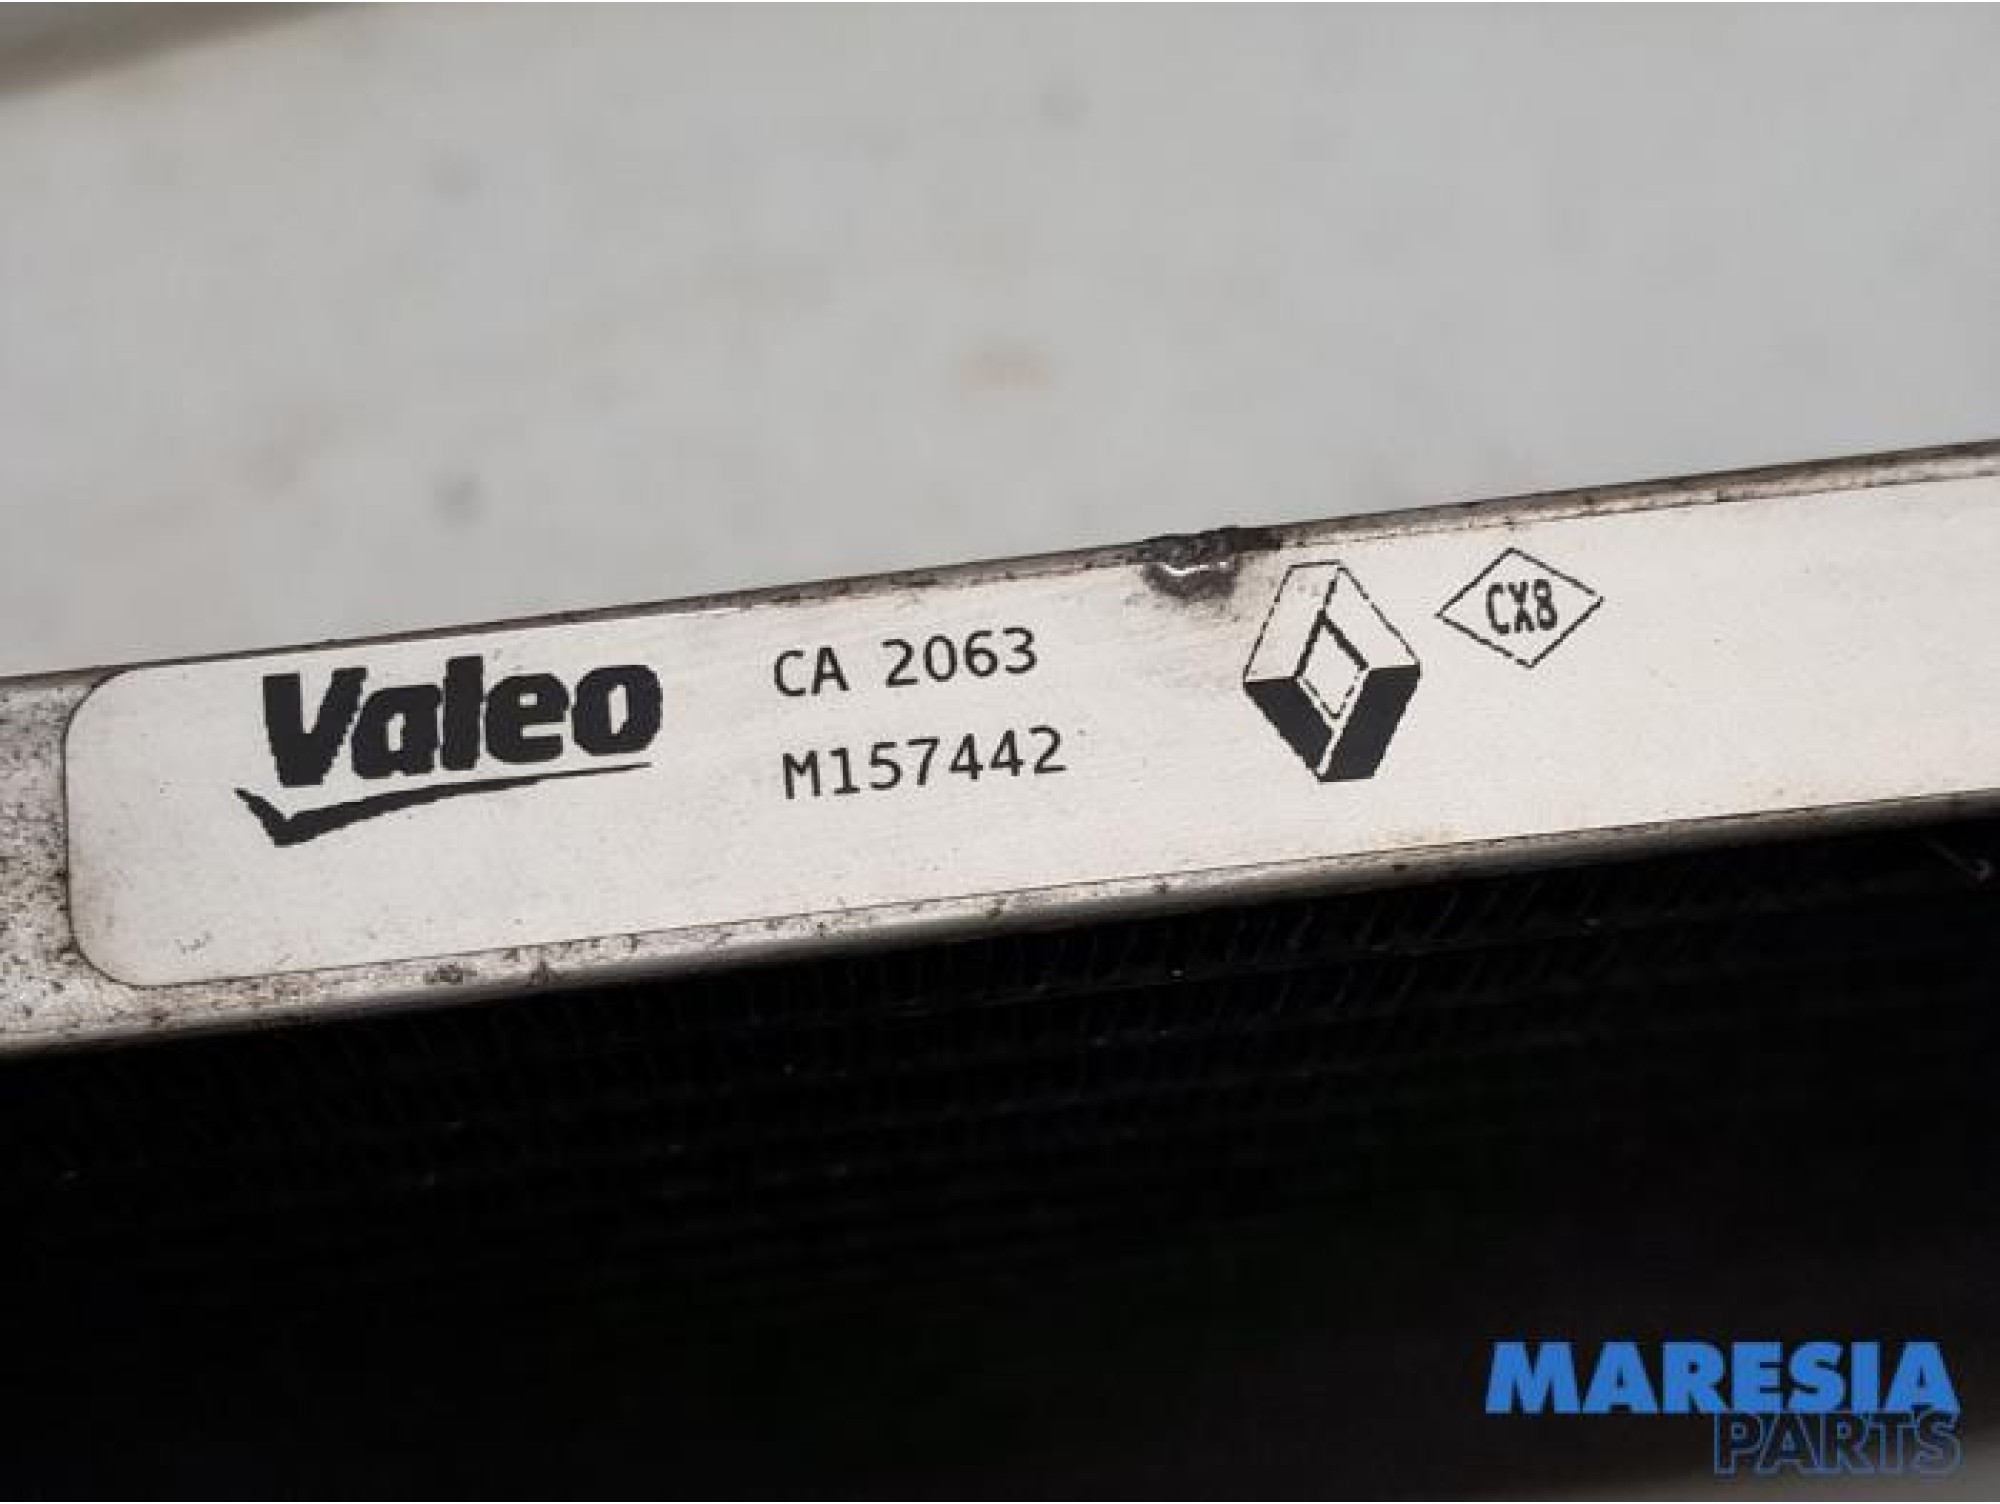 Valeo
CA 2063
M157442
CX8
MARESIA
PARTS